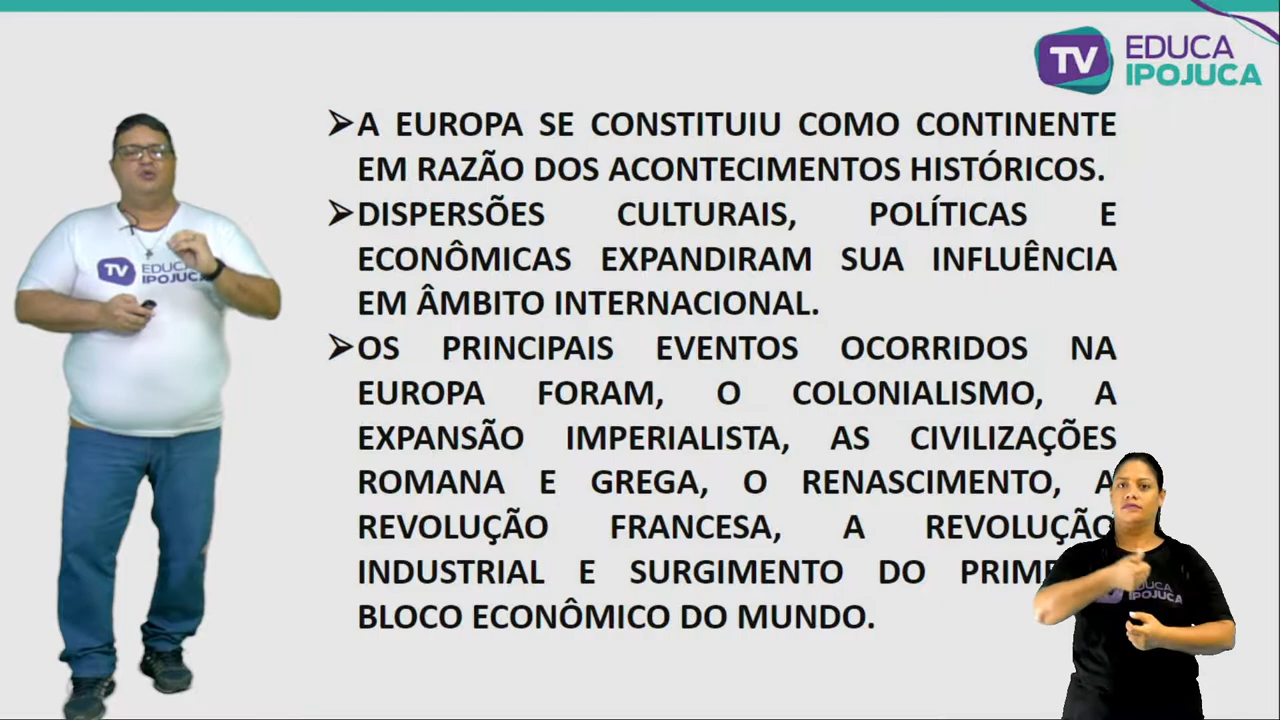 TV EDUCA
IPOJUCA
➢A EUROPA SE CONSTITUIU COMO CONTINENTE
EM RAZÃO DOS ACONTECIMENTOS HISTÓRICOS.
➢DISPERSÕES CULTURAIS, POLÍTICAS E
ECONÔMICAS EXPANDIRAM SUA INFLUÊNCIA
EM ÂMBITO INTERNACIONAL.
➢OS PRINCIPAIS EVENTOS OCORRIDOS NA
EUROPA FORAM, O COLONIALISMO, A
EXPANSÃO IMPERIALISTA, AS CIVILIZAÇÕES
ROMANA E GREGA, O RENASCIMENTO, A
REVOLUÇÃO FRANCESA, A REVOLUÇÃO
INDUSTRIAL E SURGIMENTO DO
BLOCO ECONÔMICO DO MUNDO.
TV EDUCA
IPOJUCA
EDUCA
IPOJUCA